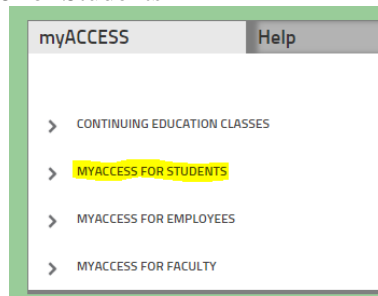 myACCESS Help
CONTINUING EDUCATION CLASSES
MYACCESS FOR STUDENTS
MYACCESS FOR EMPLOYEES
MYACCESS FOR FACULTY